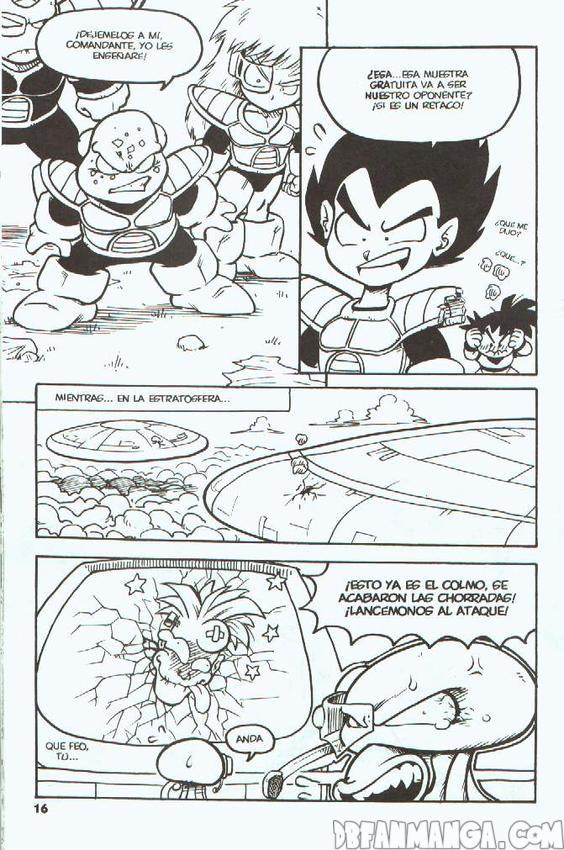 ¡DEJEMELOS A MÍ,
COMANDANTE, YO LES
ENSEÑARE!
¿ESA...ESA MUESTRA
GRATUITA VA A SER
NUESTRO OPONENTE?
¡SI ES UN RETACO!
¿QUE ME
DIJO?
¿QUE...?
MIENTRAS... EN LA ESTRATOSFERA...
¡ESTO YA ES EL COLMO, SE
ACABARON LAS CHORRADAS!
¡LANCEMONOS AL ATAQUE!
ANDA
QUE FEO,
TÚ...
16
DBFANMANGA.COM